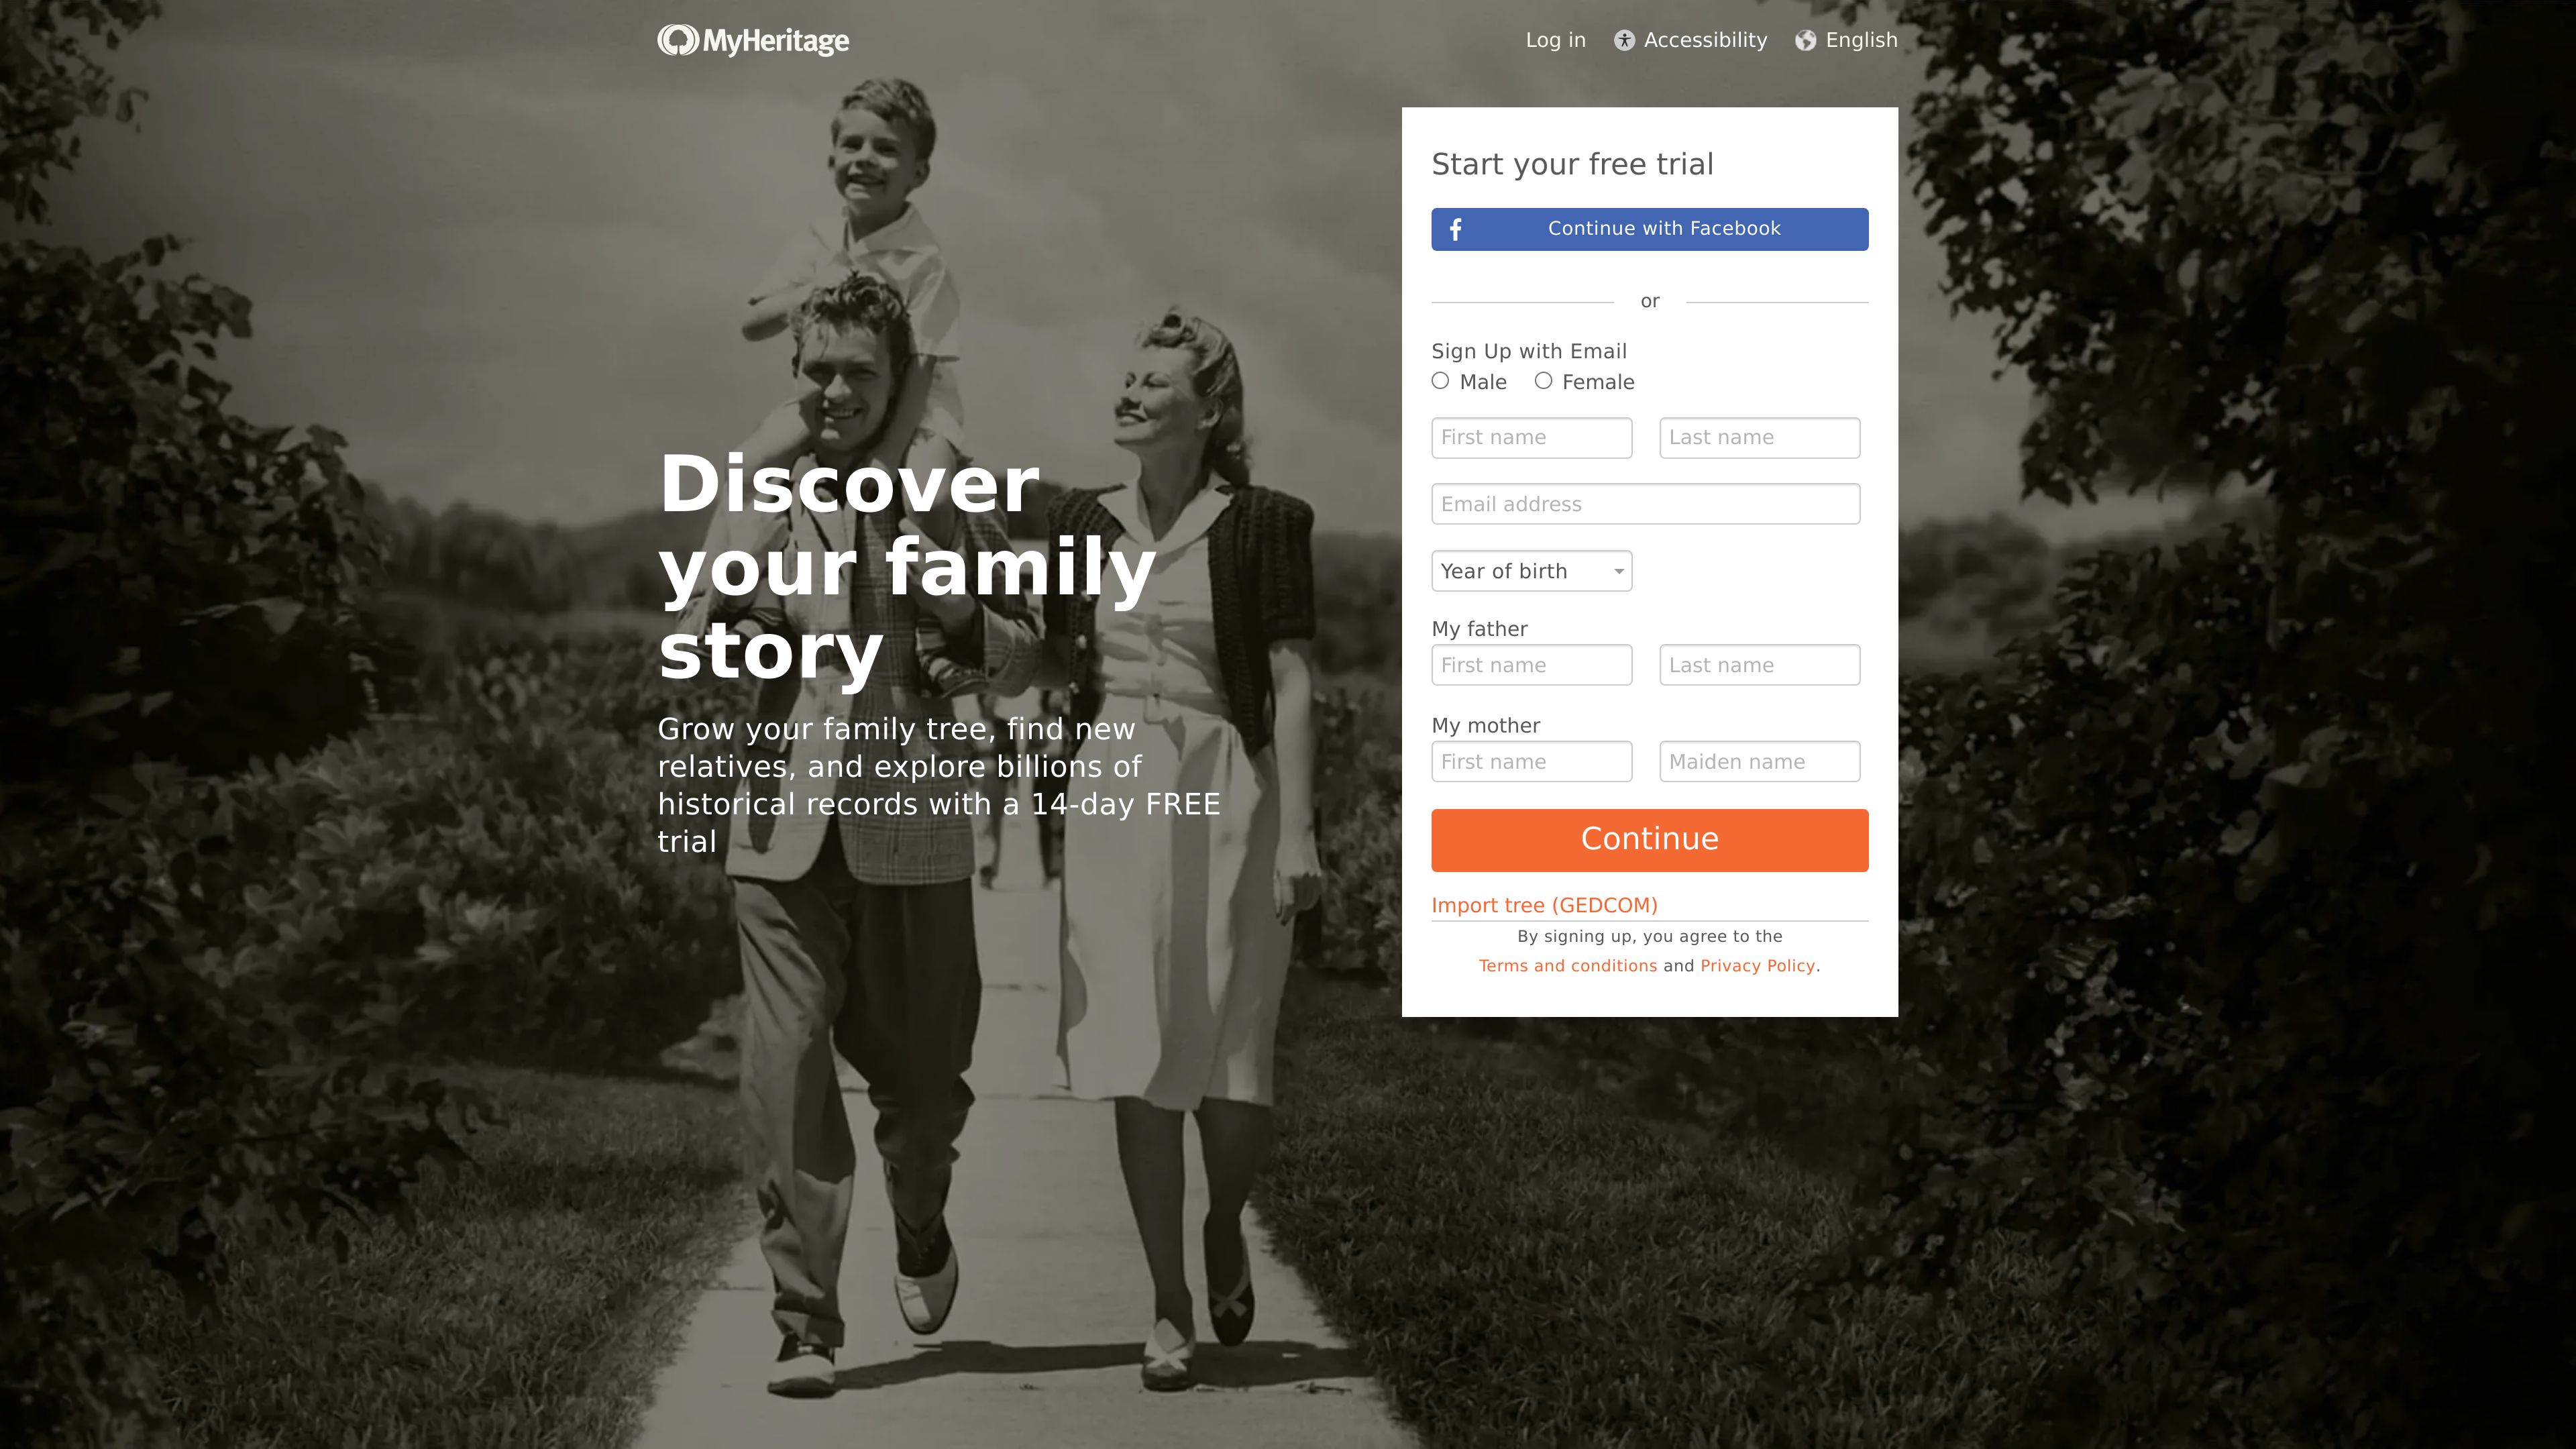 MyHeritage
Log in Accessibility English
Start your free trial
Continue with Facebook
or
Sign Up with Email
Male Female
First name Last name
Email address
Year of birth
My father
First name Last name
My mother
First name Maiden name
Continue
Import tree (GEDCOM)
By signing up, you agree to the
Terms and conditions and Privacy Policy.
Discover
your family
story
Grow your family tree, find new
relatives, and explore billions of
historical records with a 14-day FREE
trial